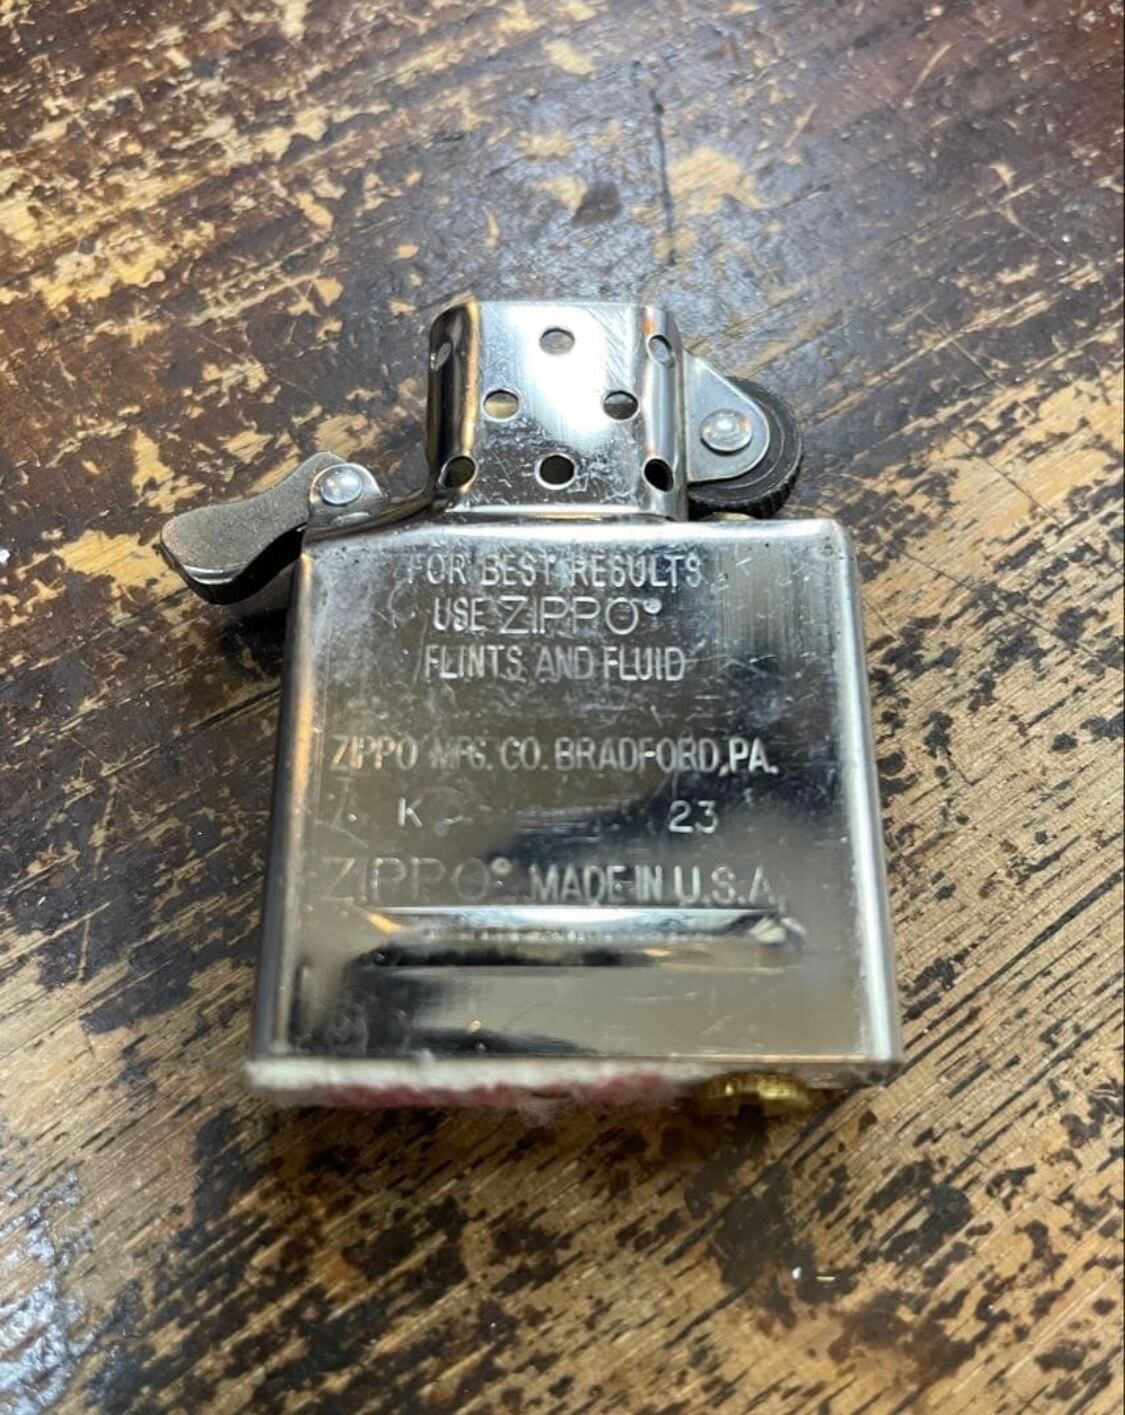 FOR BEST RESULTS
USE ZIPPO®
FLINTS AND FLUID
ZIPPO MFG. CO. BRADFORD, PA.
K 23
ZIPPO® MADE IN U.S.A.